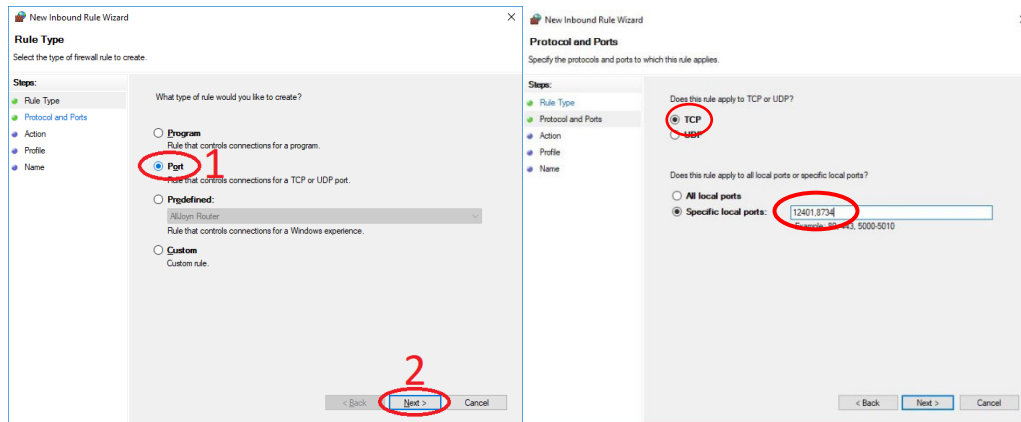 New Inbound Rule Wizard
Rule Type
Select the type of firewall rule to create.
Steps:
Rule Type
Protocol and Ports
Action
Profile
Name
What type of rule would you like to create?
Program
Rule that controls connections for a program.
Port
Rule that controls connections for a TCP or UDP port.
Predefined:
AllJoyn Router
Rule that controls connections for a Windows experience.
Custom
Custom rule.
1
2
< Back Next > Cancel
New Inbound Rule Wizard
Protocol and Ports
Specify the protocols and ports to which this rule applies.
Steps:
Rule Type
Protocol and Ports
Action
Profile
Name
Does this rule apply to TCP or UDP?
TCP
UDP
Does this rule apply to all local ports or specific local ports?
All local ports
Specific local ports: 12401,8734
Example: 80, 443, 5000-5010
< Back Next > Cancel